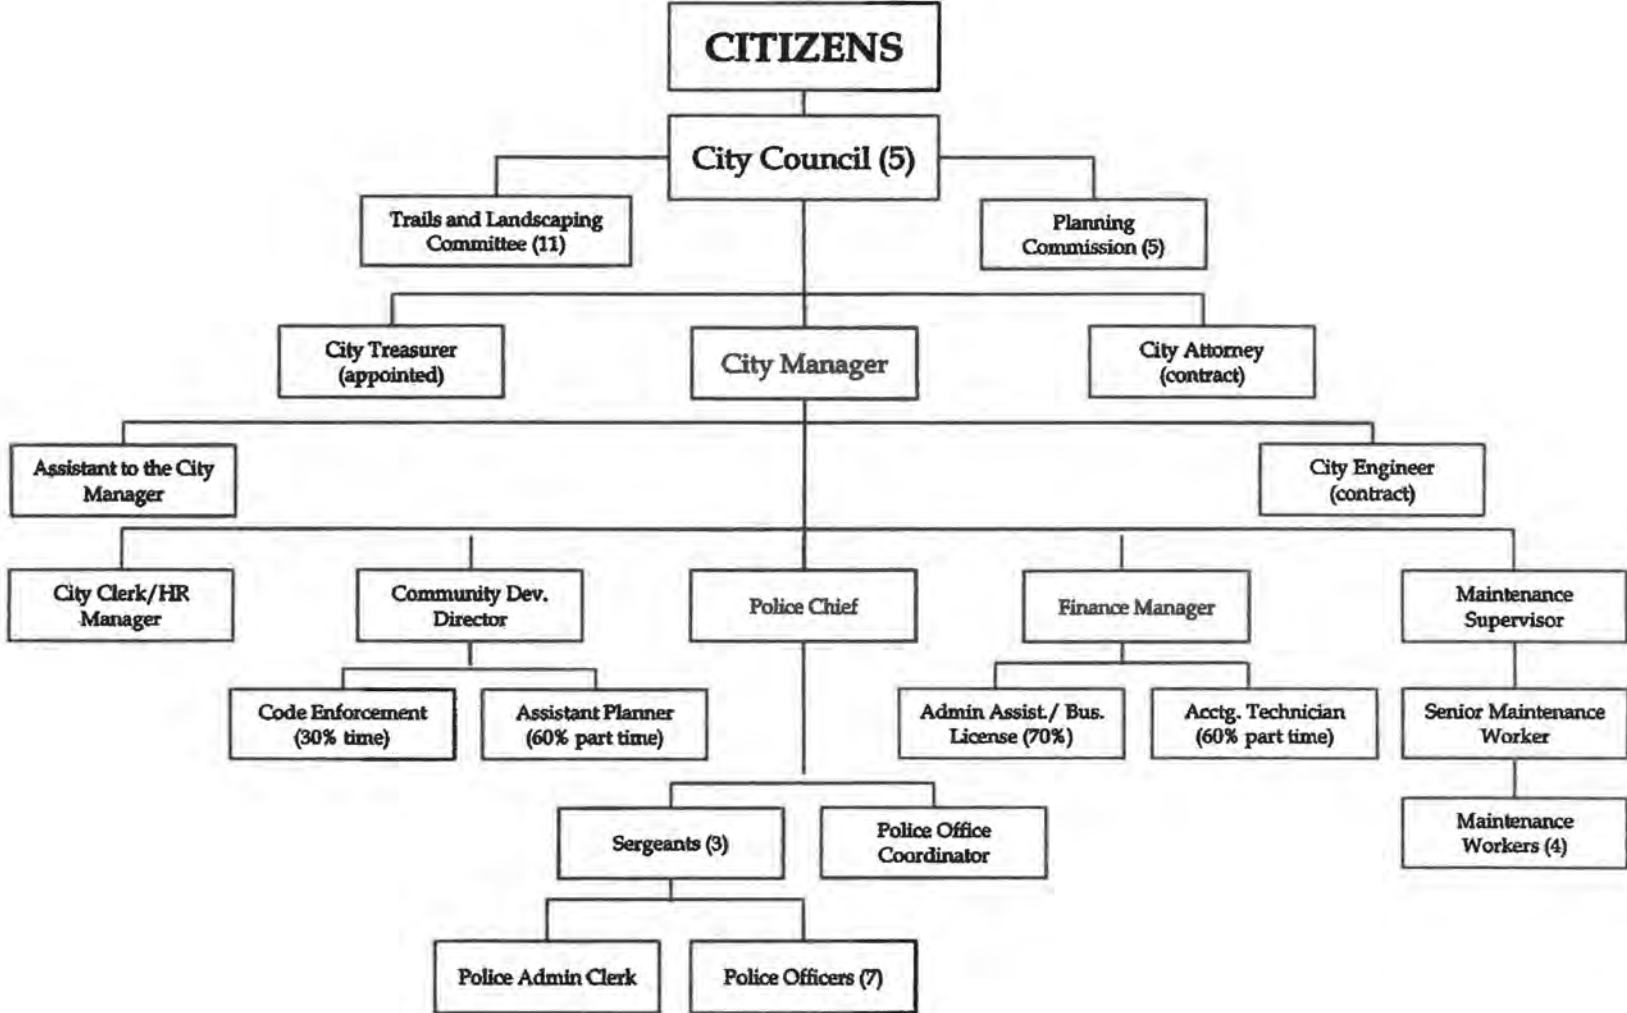 CITIZENS
City Council (5)
Trails and Landscaping
Committee (11)
Planning
Commission (5)
City Treasurer
(appointed)
City Manager
City Attorney
(contract)
Assistant to the City
Manager
City Engineer
(contract)
City Clerk/HR
Manager
Community Dev.
Director
Police Chief
Finance Manager
Maintenance
Supervisor
Code Enforcement
(30% time)
Assistant Planner
(60% part time)
Admin Assist./ Bus.
License (70%)
Acctg. Technician
(60% part time)
Senior Maintenance
Worker
Sergeants (3)
Police Office
Coordinator
Maintenance
Workers (4)
Police Admin Clerk
Police Officers (7)